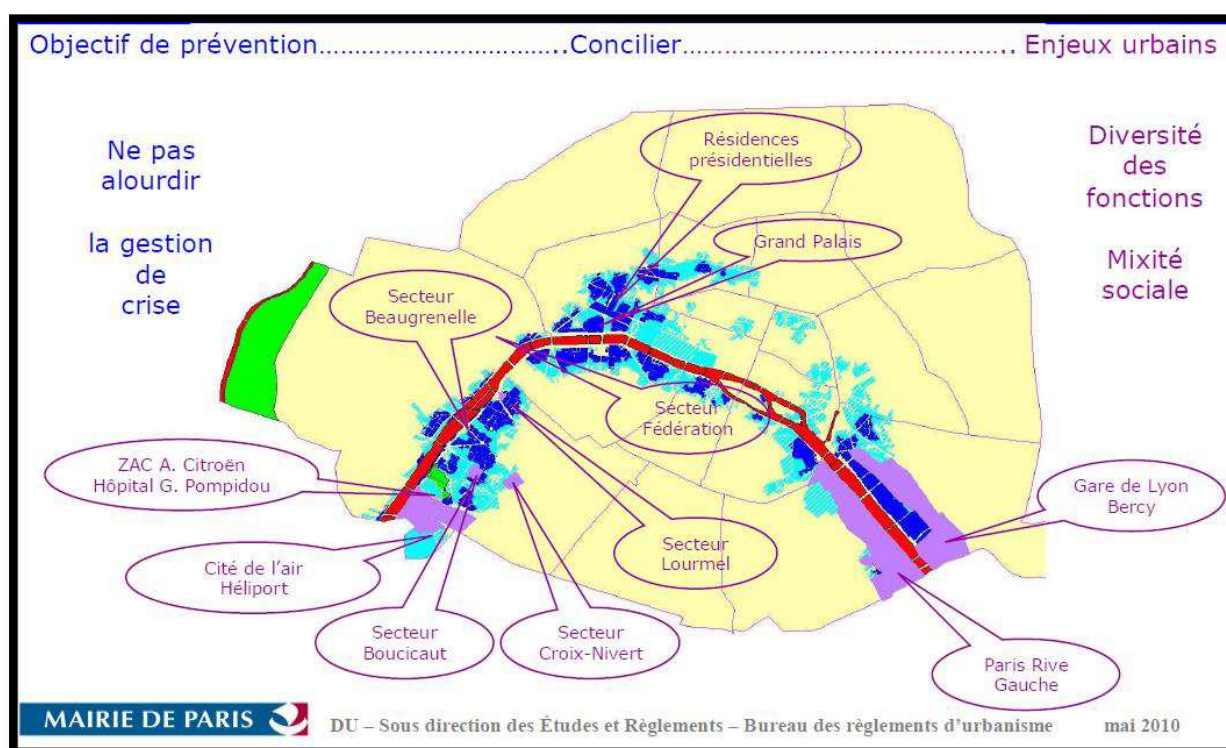 Objectif de prévention……………………………..Concilier………………………………………….. Enjeux urbains
Ne pas
alourdir
la gestion
de
crise
Diversité
des
fonctions
Mixité
sociale
Résidences
présidentielles
Grand Palais
Secteur
Beaugrenelle
Secteur
Fédération
ZAC A. Citroën
Hôpital G. Pompidou
Gare de Lyon
Bercy
Cité de l'air
Héliport
Secteur
Lourmel
Secteur
Boucicaut
Secteur
Croix-Nivert
Paris Rive
Gauche
MAIRIE DE PARIS
DU – Sous direction des Études et Règlements – Bureau des règlements d'urbanisme mai 2010